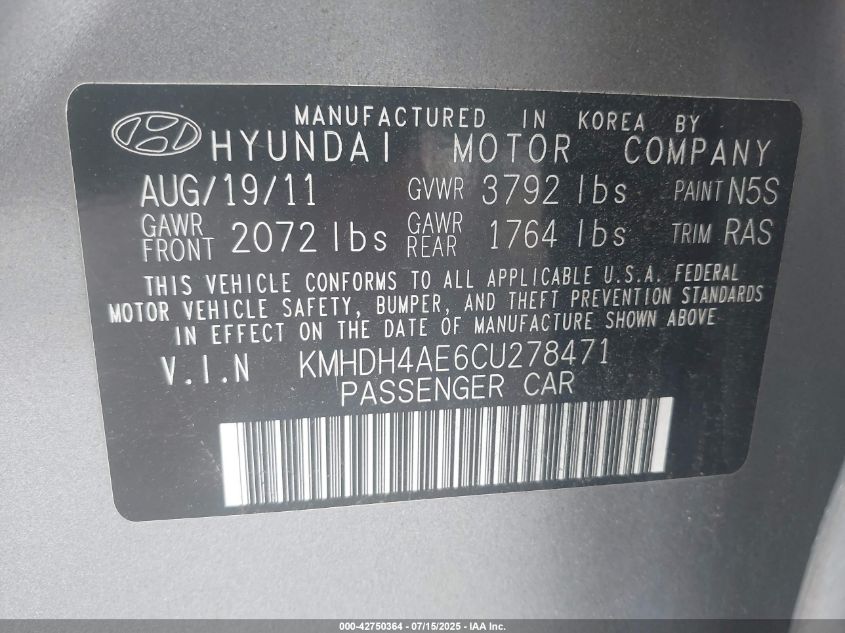 MANUFACTURED IN KOREA BY
HYUNDAI MOTOR COMPANY
AUG/19/11 GVWR 3792 lbs PAINT N5S
GAWR FRONT 2072 lbs GAWR REAR 1764 lbs TRIM RAS
THIS VEHICLE CONFORMS TO ALL APPLICABLE U.S.A. FEDERAL
MOTOR VEHICLE SAFETY, BUMPER, AND THEFT PREVENTION STANDARDS
IN EFFECT ON THE DATE OF MANUFACTURE SHOWN ABOVE
V.I.N KMHDH4AE6CU278471
PASSENGER CAR
000-42750364 - 07/15/2025 - IAA Inc.